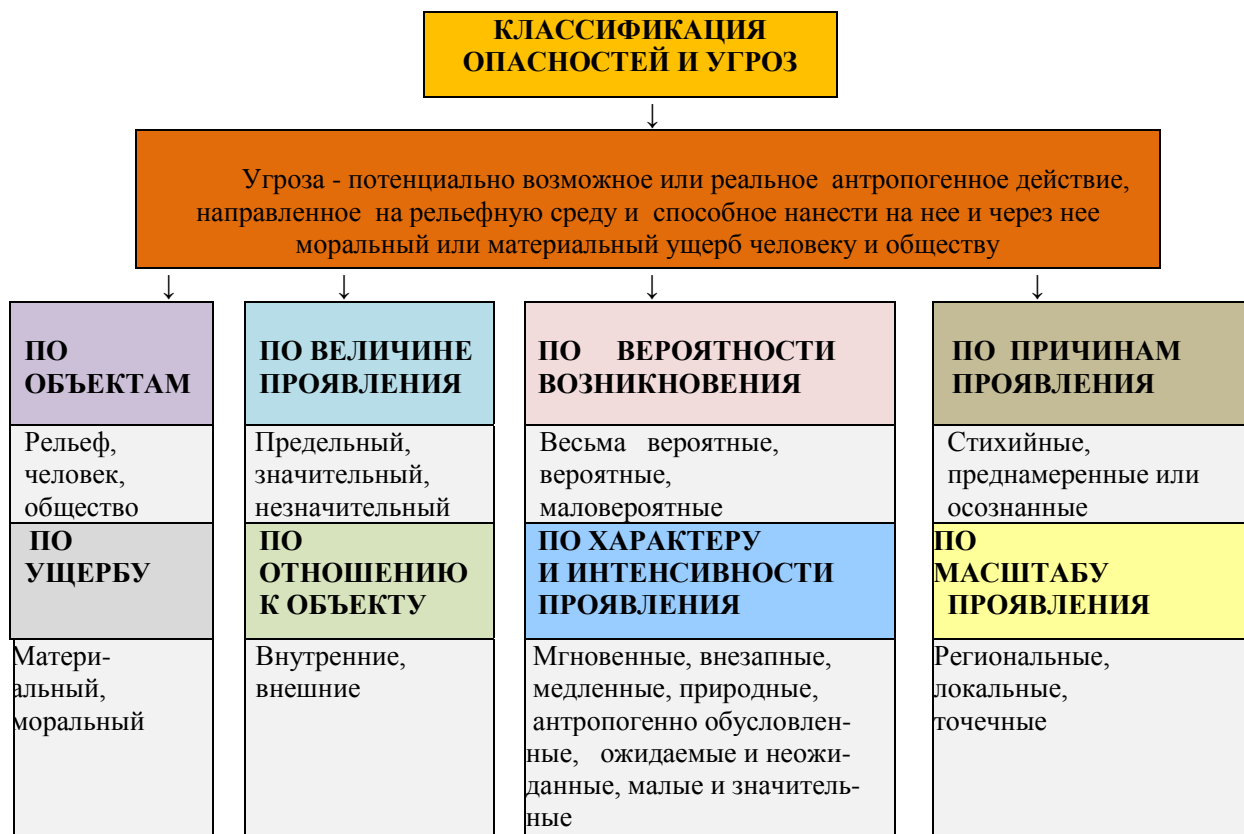 КЛАССИФИКАЦИЯ
ОПАСНОСТЕЙ И УГРОЗ
↓
Угроза - потенциально возможное или реальное антропогенное действие,
направленное на рельефную среду и способное нанести на нее и через нее
моральный или материальный ущерб человеку и обществу
↓ ↓ ↓ ↓
ПО
ОБЪЕКТАМ
Рельеф,
человек,
общество
ПО ВЕЛИЧИНЕ
ПРОЯВЛЕНИЯ
Предельный,
значительный,
незначительный
ПО ВЕРОЯТНОСТИ
ВОЗНИКНОВЕНИЯ
Весьма вероятные,
вероятные,
маловероятные
ПО ПРИЧИНАМ
ПРОЯВЛЕНИЯ
Стихийные,
преднамеренные или
осознанные
ПО
УЩЕРБУ
Матери-
альный,
моральный
ПО
ОТНОШЕНИЮ
К ОБЪЕКТУ
Внутренние,
внешние
ПО ХАРАКТЕРУ
И ИНТЕНСИВНОСТИ
ПРОЯВЛЕНИЯ
Мгновенные, внезапные,
медленные, природные,
антропогенно обусловлен-
ные, ожидаемые и неожи-
данные, малые и значитель-
ные
ПО
МАСШТАБУ
ПРОЯВЛЕНИЯ
Региональные,
локальные,
точечные